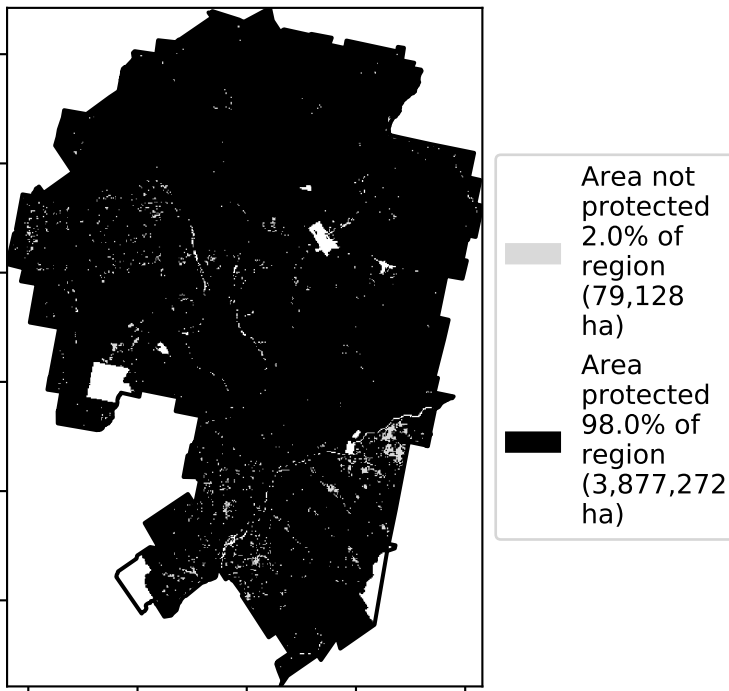 Area not
protected
2.0% of
region
(79,128
ha)
Area
protected
98.0% of
region
(3,877,272
ha)